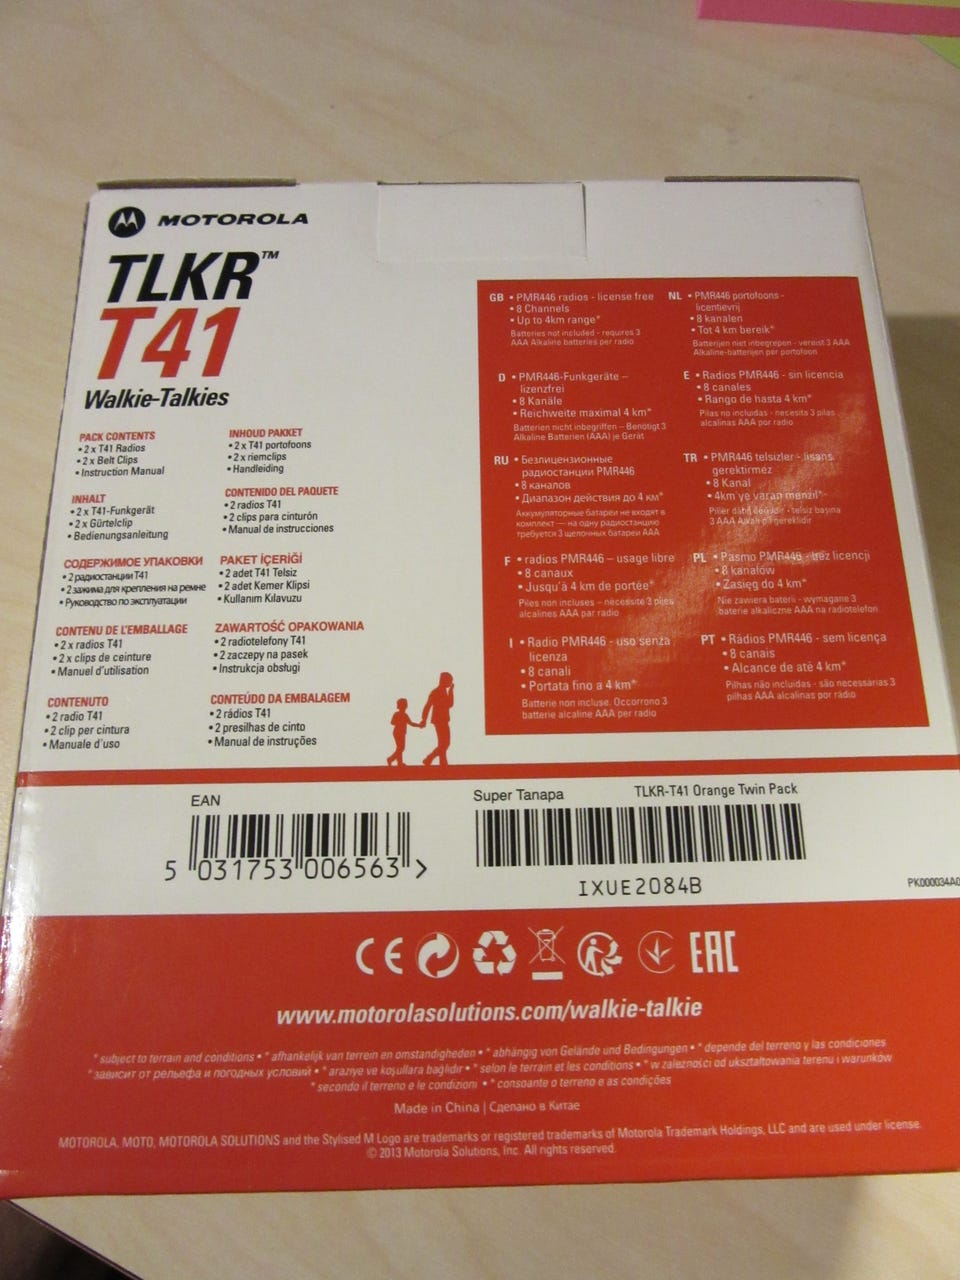 MOTOROLA
TLKR™
T41
Walkie-Talkies
PACK CONTENTS
• 2 x T41 Radios
• 2 x Belt Clips
• Instruction Manual
INHALT
• 2 x T41-Funkgerät
• 2 x Gürtelclip
• Bedienungsanleitung
СОДЕРЖИМОЕ УПАКОВКИ
• 2 радиостанции T41
• 2 зажима для крепления на ремне
• Руководство по эксплуатации
CONTENU DE L'EMBALLAGE
• 2 x radios T41
• 2 x clips de ceinture
• Manuel d'utilisation
CONTENUTO
• 2 radio T41
• 2 clip per cintura
• Manuale d'uso
INHOUD PAKKET
• 2 x T41 portofoons
• 2 x riemclips
• Handleiding
CONTENIDO DEL PAQUETE
• 2 radios T41
• 2 clips para cinturón
• Manual de instrucciones
PAKET İÇERİĞİ
• 2 adet T41 Telsiz
• 2 adet Kemer Klipsi
• Kullanım Kılavuzu
ZAWARTOŚĆ OPAKOWANIA
• 2 radiotelefony T41
• 2 zaczepy na pasek
• Instrukcja obsługi
CONTEÚDO DA EMBALAGEM
• 2 rádios T41
• 2 presilhas de cinto
• Manual de instruções
GB • PMR446 radios - license free
• 8 Channels
• Up to 4km range*
Batteries not included - requires 3
AAA Alkaline batteries per radio
D • PMR446-Funkgeräte –
lizenzfrei
• 8 Kanäle
• Reichweite maximal 4 km*
Batterien nicht inbegriffen – Benötigt 3
Alkaline Batterien (AAA) je Gerät
RU • Безлицензионные
радиостанции PMR446
• 8 каналов
• Диапазон действия до 4 км*
Аккумуляторные батареи не входят в
комплект — на одну радиостанцию
требуется 3 щелочных батареи AAA
F • radios PMR446 – usage libre
• 8 canaux
• Jusqu'à 4 km de portée*
Piles non incluses – nécessite 3 piles
alcalines AAA par radio
I • Radio PMR446 - uso senza
licenza
• 8 canali
• Portata fino a 4 km*
Batterie non incluse. Occorrono 3
batterie alcaline AAA per radio
NL • PMR446 portofoons -
licentievrij
• 8 kanalen
• Tot 4 km bereik*
Batterijen niet inbegrepen - vereist 3 AAA
Alkaline-batterijen per portofoon
E • Radios PMR446 - sin licencia
• 8 canales
• Rango de hasta 4 km*
Pilas no incluidas - necesita 3 pilas
alcalinas AAA por radio
TR • PMR446 telsizler - lisans
gerektirmez
• 8 Kanal
• 4km'ye varan menzil*
Piller dahil değildir - telsiz başına
3 AAA Alkali pil gereklidir
PL • Pasmo PMR446 - bez licencji
• 8 kanałów
• Zasięg do 4 km*
Nie zawiera baterii - wymagane 3
baterie alkaliczne AAA na radiotelefon
PT • Rádios PMR446 - sem licença
• 8 canais
• Alcance de até 4 km*
Pilhas não incluidas - são necessárias 3
pilhas AAA alcalinas por rádio
EAN
5 031753 006563 >
Super Tanapa
TLKR-T41 Orange Twin Pack
IXUE2084B
PK000034A0
CE EAC
www.motorolasolutions.com/walkie-talkie
* subject to terrain and conditions • * afhankelijk van terrein en omstandigheden • * abhängig von Gelände und Bedingungen • * depende del terreno y las condiciones
* зависит от рельефа и погодных условий • * araziye ve koşullara bağlıdır • * selon le terrain et les conditions • * w zależności od ukształtowania terenu i warunków
* secondo il terreno e le condizioni • * consoante o terreno e as condições
Made in China | Сделано в Китае
MOTOROLA, MOTO, MOTOROLA SOLUTIONS and the Stylised M Logo are trademarks or registered trademarks of Motorola Trademark Holdings, LLC and are used under license.
© 2013 Motorola Solutions, Inc. All rights reserved.